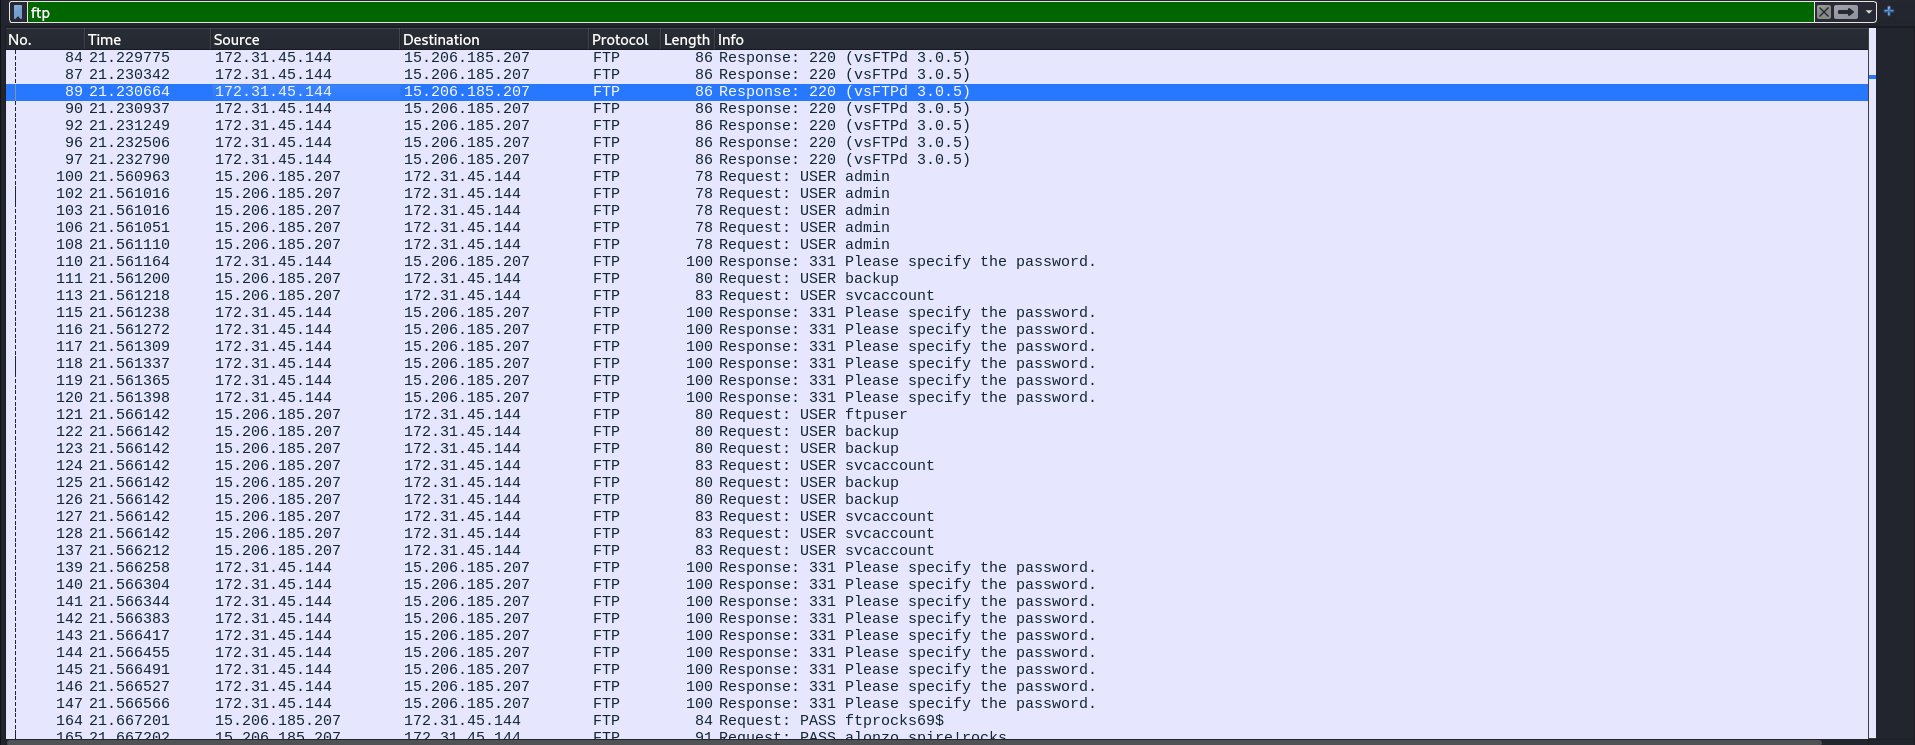 ftp
No. Time Source Destination Protocol Length Info
84 21.229775 172.31.45.144 15.206.185.207 FTP 86 Response: 220 (vsFTPd 3.0.5)
87 21.230342 172.31.45.144 15.206.185.207 FTP 86 Response: 220 (vsFTPd 3.0.5)
89 21.230664 172.31.45.144 15.206.185.207 FTP 86 Response: 220 (vsFTPd 3.0.5)
90 21.230937 172.31.45.144 15.206.185.207 FTP 86 Response: 220 (vsFTPd 3.0.5)
92 21.231249 172.31.45.144 15.206.185.207 FTP 86 Response: 220 (vsFTPd 3.0.5)
96 21.232506 172.31.45.144 15.206.185.207 FTP 86 Response: 220 (vsFTPd 3.0.5)
97 21.232790 172.31.45.144 15.206.185.207 FTP 86 Response: 220 (vsFTPd 3.0.5)
100 21.560963 15.206.185.207 172.31.45.144 FTP 78 Request: USER admin
102 21.561016 15.206.185.207 172.31.45.144 FTP 78 Request: USER admin
103 21.561016 15.206.185.207 172.31.45.144 FTP 78 Request: USER admin
106 21.561051 15.206.185.207 172.31.45.144 FTP 78 Request: USER admin
108 21.561110 15.206.185.207 172.31.45.144 FTP 78 Request: USER admin
110 21.561164 172.31.45.144 15.206.185.207 FTP 100 Response: 331 Please specify the password.
111 21.561200 15.206.185.207 172.31.45.144 FTP 80 Request: USER backup
113 21.561218 15.206.185.207 172.31.45.144 FTP 83 Request: USER svcaccount
115 21.561238 172.31.45.144 15.206.185.207 FTP 100 Response: 331 Please specify the password.
116 21.561272 172.31.45.144 15.206.185.207 FTP 100 Response: 331 Please specify the password.
117 21.561309 172.31.45.144 15.206.185.207 FTP 100 Response: 331 Please specify the password.
118 21.561337 172.31.45.144 15.206.185.207 FTP 100 Response: 331 Please specify the password.
119 21.561365 172.31.45.144 15.206.185.207 FTP 100 Response: 331 Please specify the password.
120 21.561398 172.31.45.144 15.206.185.207 FTP 100 Response: 331 Please specify the password.
121 21.566142 15.206.185.207 172.31.45.144 FTP 80 Request: USER ftpuser
122 21.566142 15.206.185.207 172.31.45.144 FTP 80 Request: USER backup
123 21.566142 15.206.185.207 172.31.45.144 FTP 80 Request: USER backup
124 21.566142 15.206.185.207 172.31.45.144 FTP 83 Request: USER svcaccount
125 21.566142 15.206.185.207 172.31.45.144 FTP 80 Request: USER backup
126 21.566142 15.206.185.207 172.31.45.144 FTP 80 Request: USER backup
127 21.566142 15.206.185.207 172.31.45.144 FTP 83 Request: USER svcaccount
128 21.566142 15.206.185.207 172.31.45.144 FTP 83 Request: USER svcaccount
137 21.566212 15.206.185.207 172.31.45.144 FTP 83 Request: USER svcaccount
139 21.566258 172.31.45.144 15.206.185.207 FTP 100 Response: 331 Please specify the password.
140 21.566304 172.31.45.144 15.206.185.207 FTP 100 Response: 331 Please specify the password.
141 21.566344 172.31.45.144 15.206.185.207 FTP 100 Response: 331 Please specify the password.
142 21.566383 172.31.45.144 15.206.185.207 FTP 100 Response: 331 Please specify the password.
143 21.566417 172.31.45.144 15.206.185.207 FTP 100 Response: 331 Please specify the password.
144 21.566455 172.31.45.144 15.206.185.207 FTP 100 Response: 331 Please specify the password.
145 21.566491 172.31.45.144 15.206.185.207 FTP 100 Response: 331 Please specify the password.
146 21.566527 172.31.45.144 15.206.185.207 FTP 100 Response: 331 Please specify the password.
147 21.566566 172.31.45.144 15.206.185.207 FTP 100 Response: 331 Please specify the password.
164 21.667201 15.206.185.207 172.31.45.144 FTP 84 Request: PASS ftprocks69$
165 21.667202 15.206.185.207 172.31.45.144 FTP 91 Request: PASS